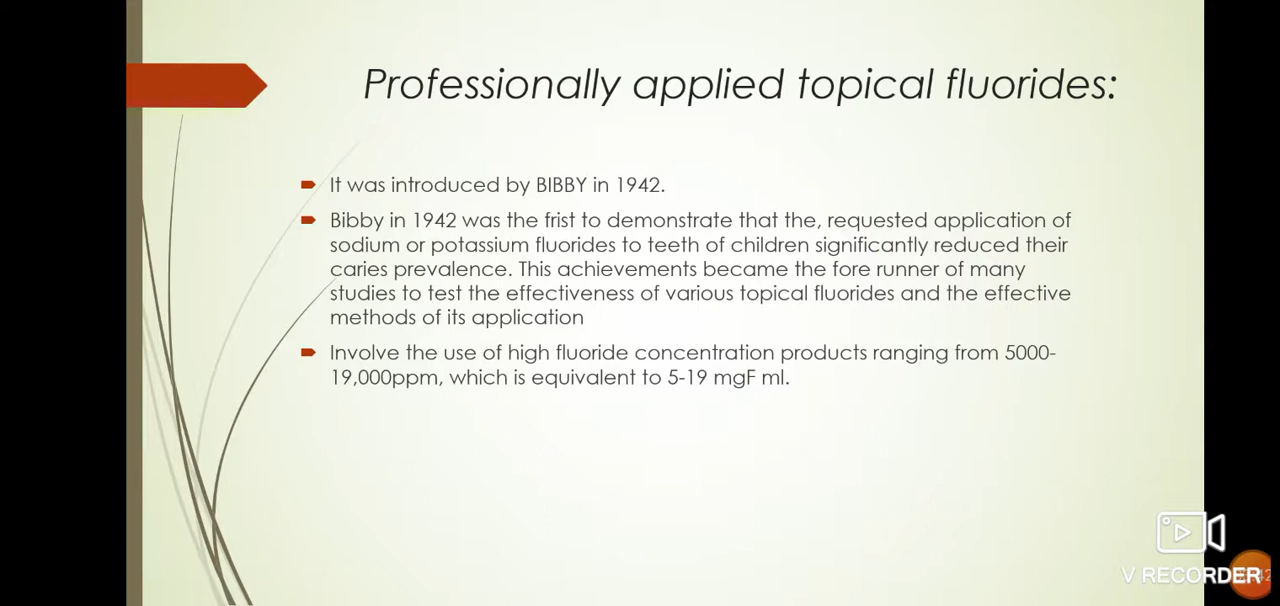 Professionally applied topical fluorides:
It was introduced by BIBBY in 1942.
Bibby in 1942 was the frist to demonstrate that the, requested application of
sodium or potassium fluorides to teeth of children significantly reduced their
caries prevalence. This achievements became the fore runner of many
studies to test the effectiveness of various topical fluorides and the effective
methods of its application
Involve the use of high fluoride concentration products ranging from 5000-
19,000ppm, which is equivalent to 5-19 mgF ml.
V RECORDER